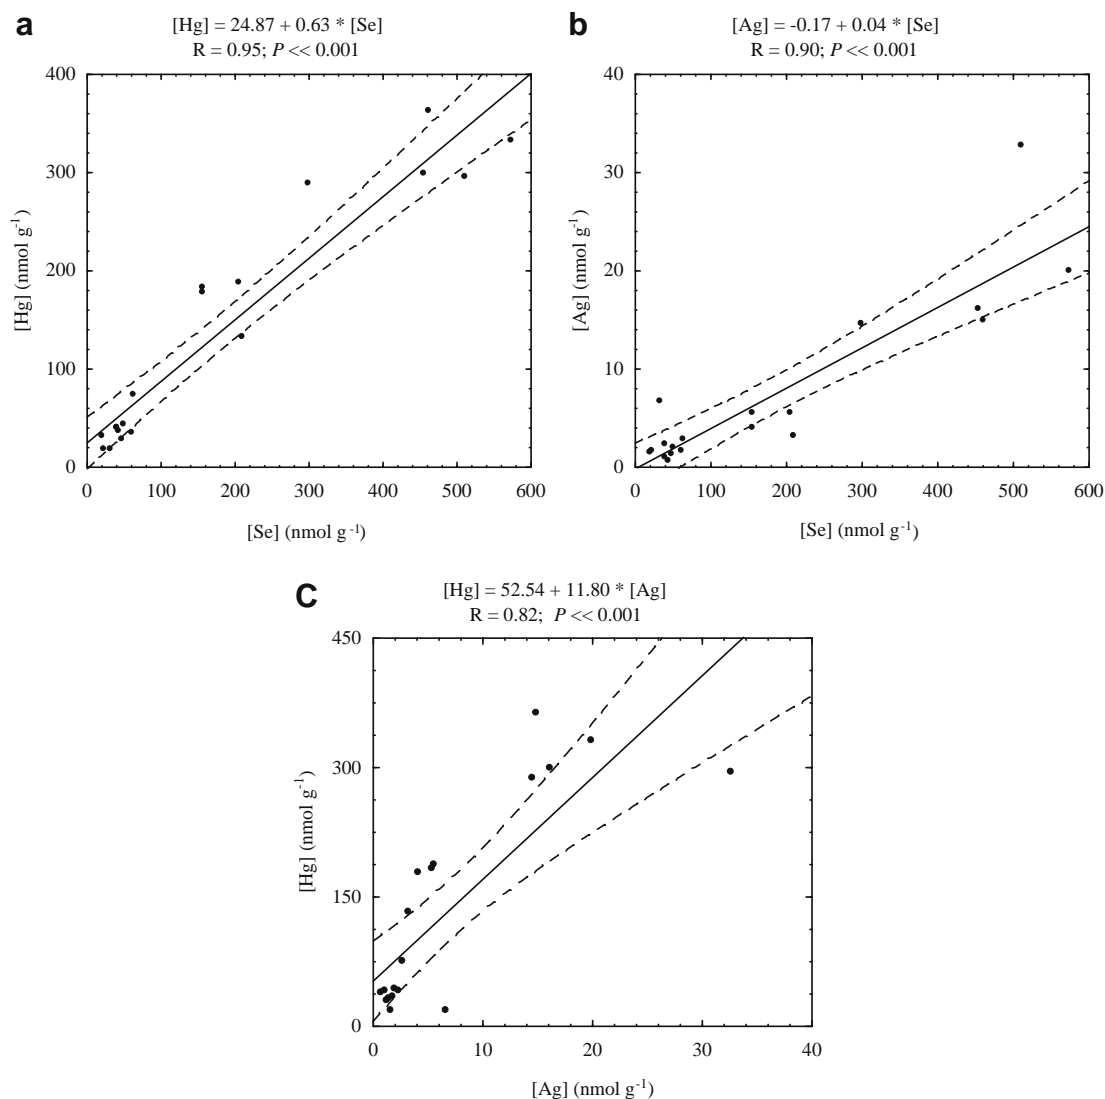 a
[Hg] = 24.87 + 0.63 * [Se]
R = 0.95; P << 0.001
400
300
200
100
0
0 100 200 300 400 500 600
[Hg] (nmol g-1)
[Se] (nmol g-1)
b
[Ag] = -0.17 + 0.04 * [Se]
R = 0.90; P << 0.001
40
30
20
10
0
0 100 200 300 400 500 600
[Ag] (nmol g-1)
[Se] (nmol g-1)
C
[Hg] = 52.54 + 11.80 * [Ag]
R = 0.82; P << 0.001
450
300
150
0
0 10 20 30 40
[Hg] (nmol g-1)
[Ag] (nmol g-1)